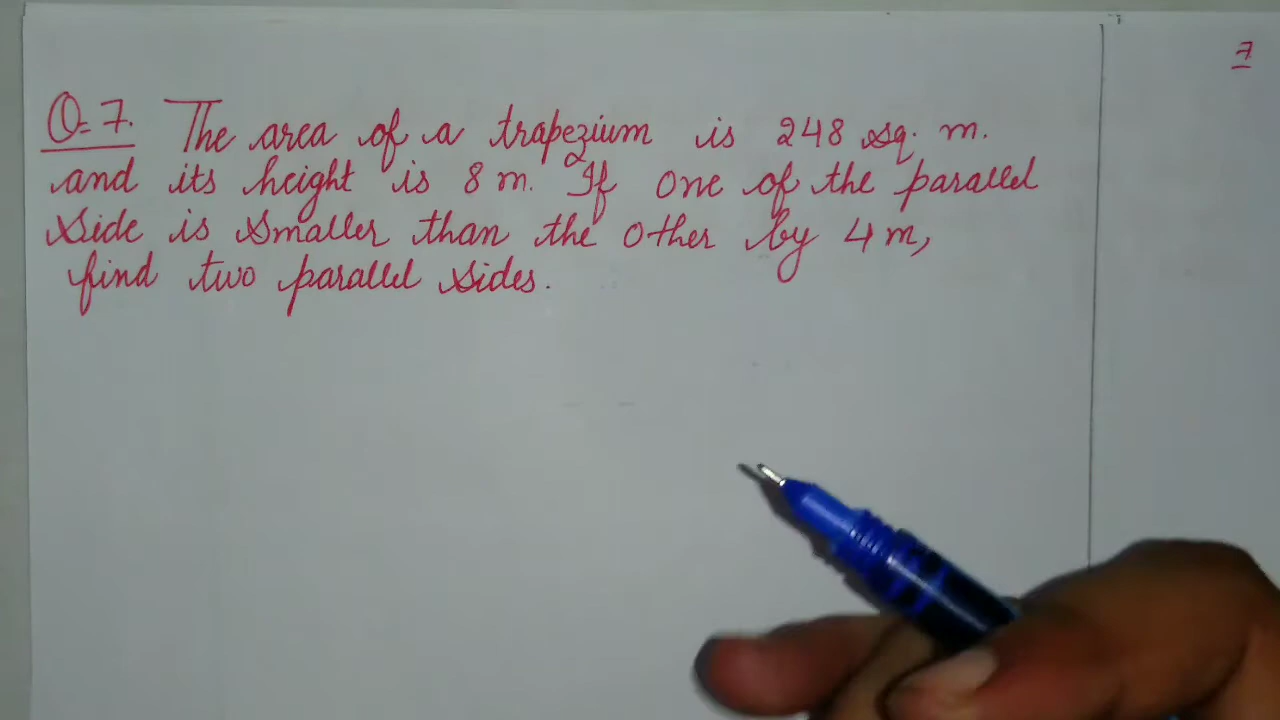 7
Q=7. The area of a trapezium is 248 sq. m.
and its height is 8 m. If one of the parallel
side is smaller than the other by 4 m,
find two parallel sides.